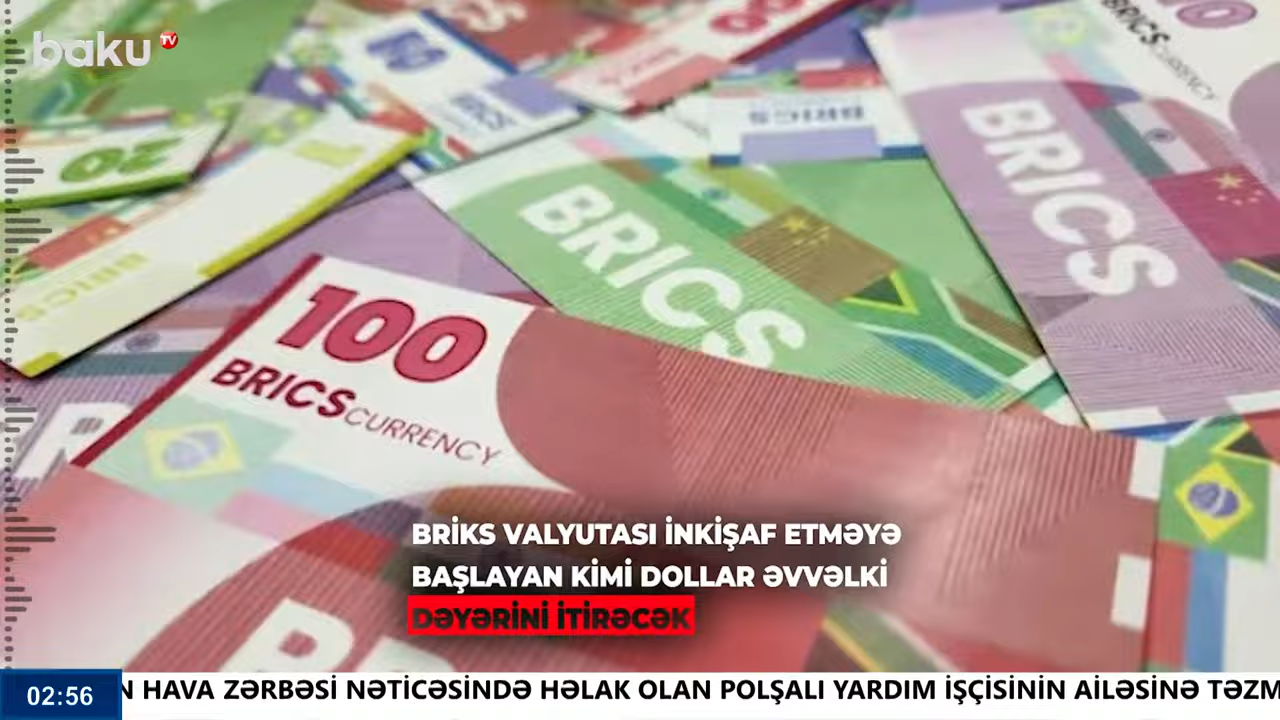 baku TV
BRICS
100
BRICS CURRENCY
20
BRICS
BRICS
BRICS
BRICS
BRİKS VALYUTASI İNKİŞAF ETMƏYƏ
BAŞLAYAN KİMİ DOLLAR ƏVVƏLKİ
DƏYƏRİNİ İTİRƏCƏK
02:56
N HAVA ZƏRBƏSİ NƏTİCƏSİNDƏ HƏLAK OLAN POLŞALI YARDIM İŞÇİSİNİN AİLƏSİNƏ TƏZM